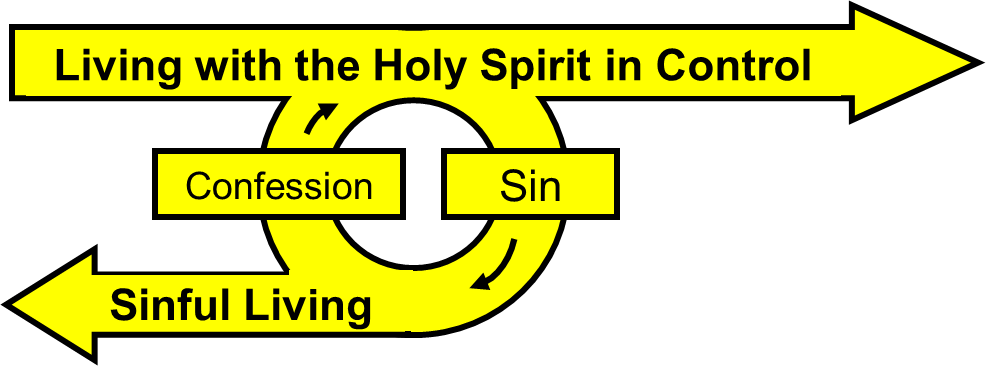 Living with the Holy Spirit in Control
Confession
Sin
Sinful Living